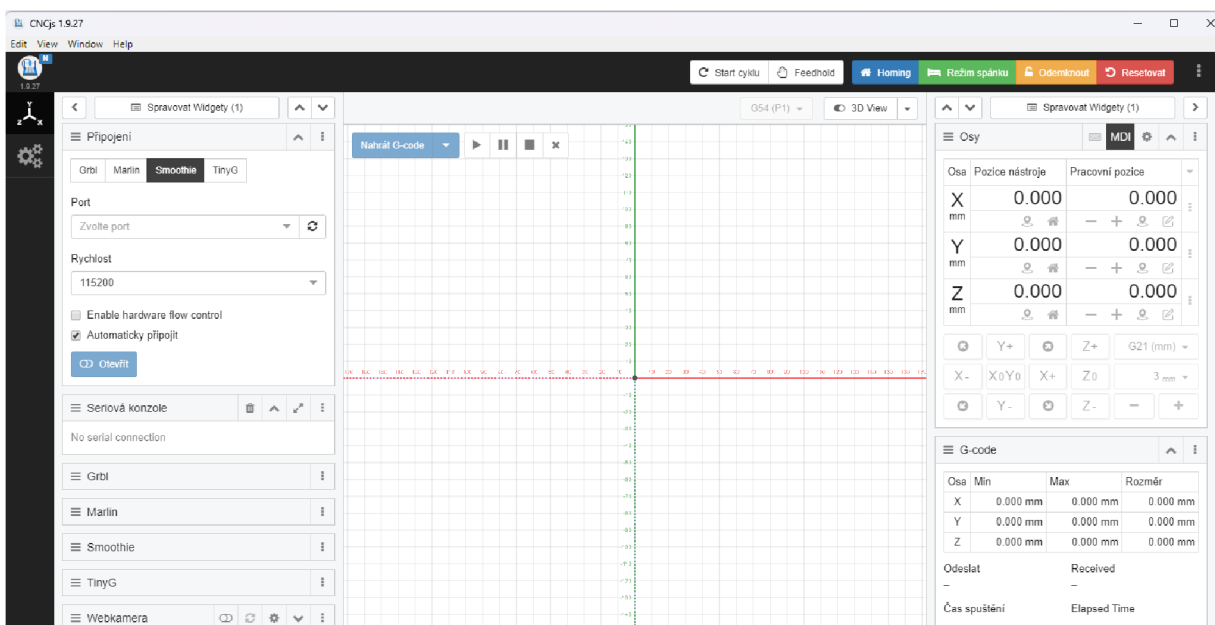 CNCjs 1.9.27
Edit View Window Help
N
1.9.27
Start cyklu Feedhold Homing Režim spánku Odemknout Resetovat
Spravovat Widgety (1)
Připojení
Grbl Marlin Smoothie TinyG
Port
Zvolte port
Rychlost
115200
Enable hardware flow control
Automaticky připojit
Otevřít
Seriová konzole
No serial connection
Grbl
Marlin
Smoothie
TinyG
Webkamera
G54 (P1) 3D View
Nahrát G-code
Spravovat Widgety (1)
Osy MDI
Osa Pozice nástroje Pracovní pozice
X 0.000 0.000
mm
Y 0.000 0.000
mm
Z 0.000 0.000
mm
Y+ Z+ G21 (mm)
X- X0Y0 X+ Z0 3 mm
Y- Z-
G-code
Osa Min Max Rozměr
X 0.000 mm 0.000 mm 0.000 mm
Y 0.000 mm 0.000 mm 0.000 mm
Z 0.000 mm 0.000 mm 0.000 mm
Odeslat Received
– –
Čas spuštění Elapsed Time